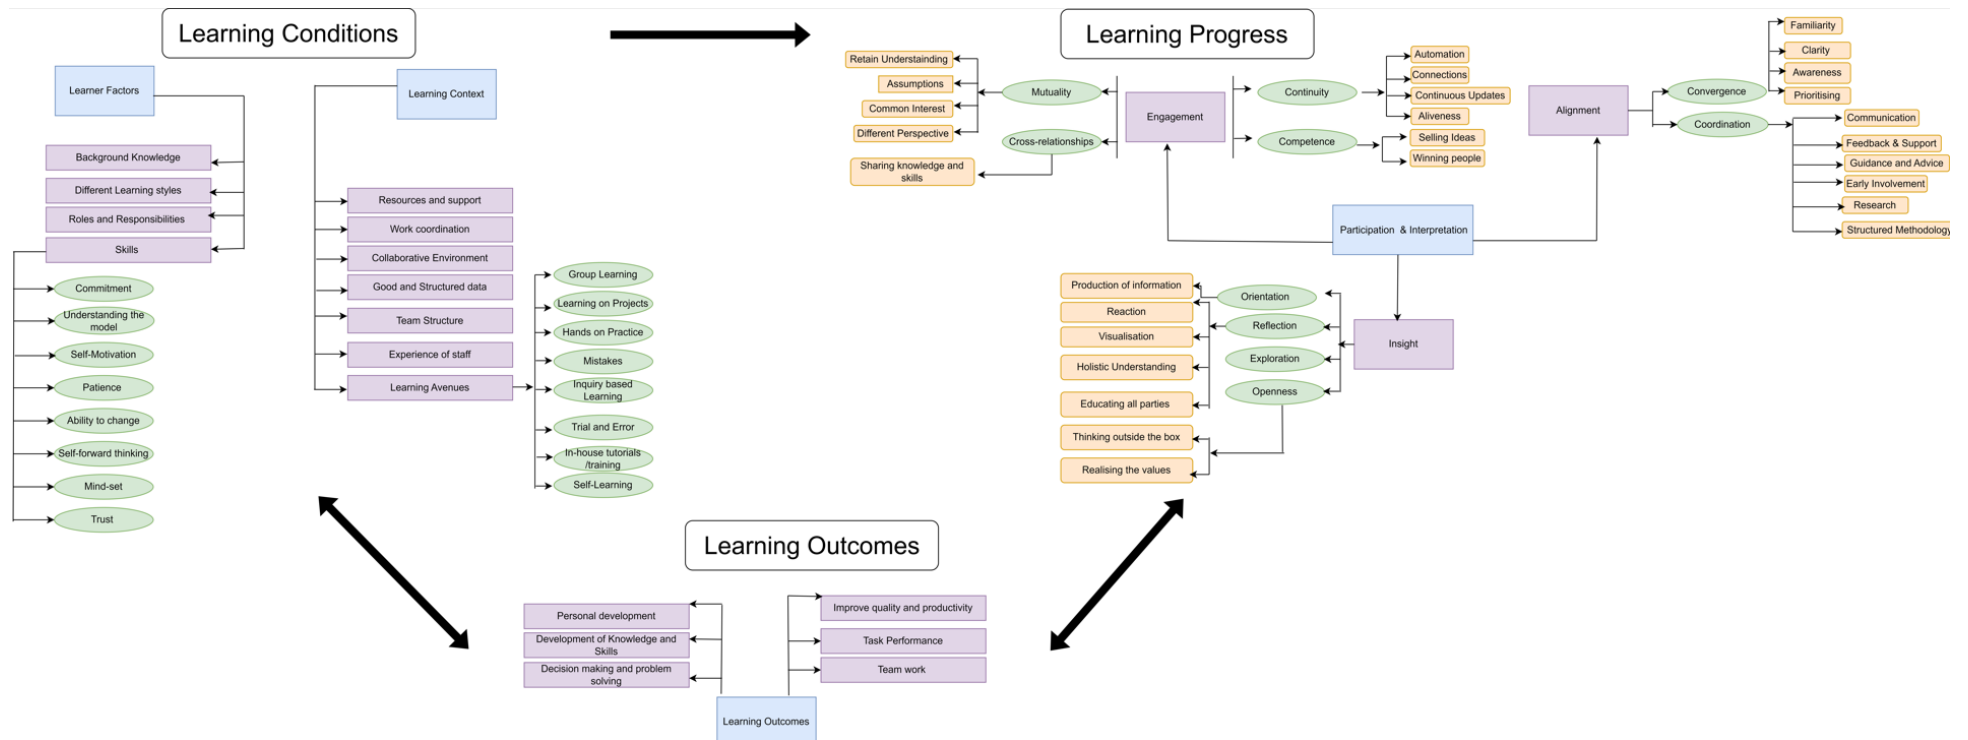 Learning Conditions
Learner Factors
Learning Context
Background Knowledge
Different Learning styles
Roles and Responsibilities
Skills
Commitment
Understanding the
model
Self-Motivation
Patience
Ability to change
Self-forward thinking
Mind-set
Trust
Resources and support
Work coordination
Collaborative Environment
Good and Structured data
Team Structure
Experience of staff
Learning Avenues
Group Learning
Learning on Projects
Hands on Practice
Mistakes
Inquiry based
Learning
Trial and Error
In-house tutorials
/training
Self-Learning
Learning Progress
Retain Understainding
Assumptions
Common Interest
Different Perspective
Sharing knowledge and
skills
Mutuality
Cross-relationships
Engagement
Continuity
Competence
Automation
Connections
Continuous Updates
Aliveness
Selling Ideas
Winning people
Alignment
Convergence
Coordination
Familiarity
Clarity
Awareness
Prioritising
Communication
Feedback & Support
Guidance and Advice
Early Involvement
Research
Structured Methodology
Participation & Interpretation
Production of information
Reaction
Visualisation
Holistic Understanding
Educating all parties
Thinking outside the box
Realising the values
Orientation
Reflection
Exploration
Openness
Insight
Learning Outcomes
Personal development
Development of Knowledge and
Skills
Decision making and problem
solving
Improve quality and productivity
Task Performance
Team work
Learning Outcomes